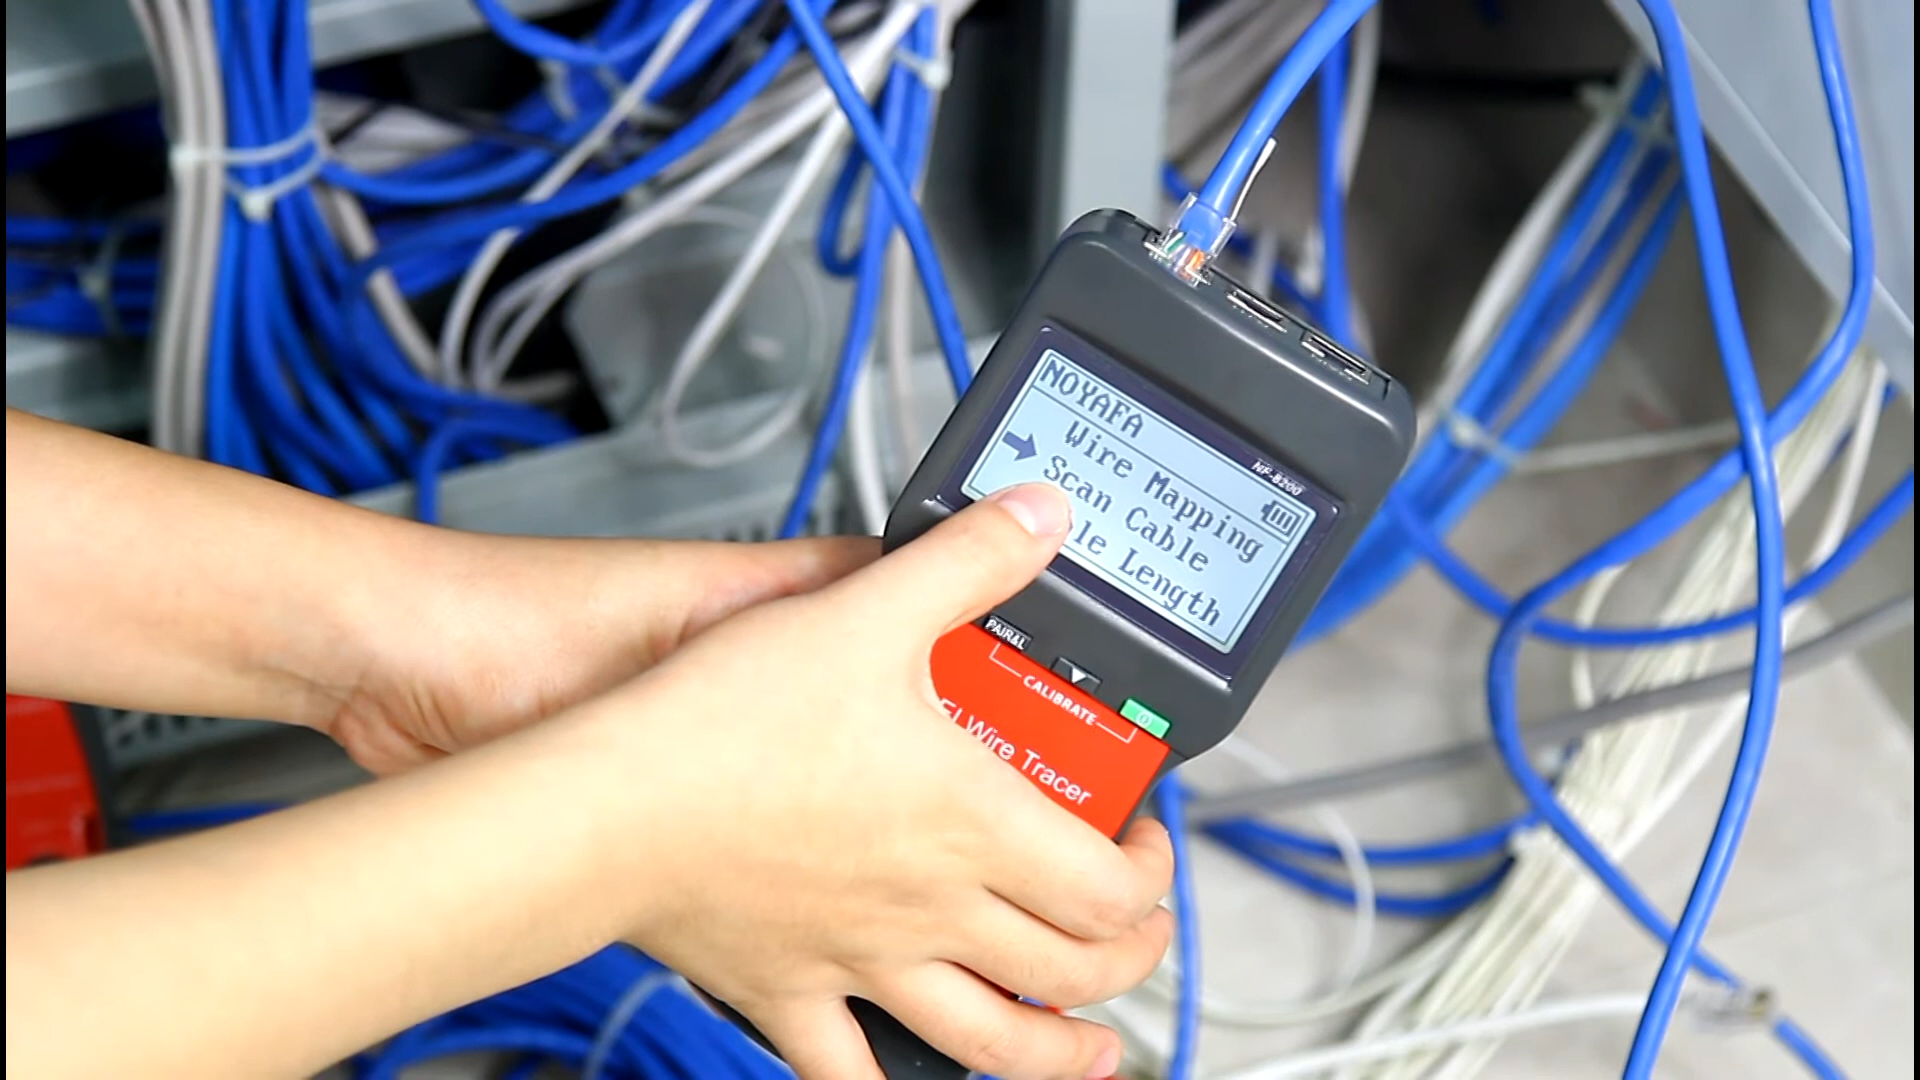 NOYAFA
NF-8200
Wire Mapping
Scan Cable
le Length
PAIR&L
CALIBRATE
Wire Tracer